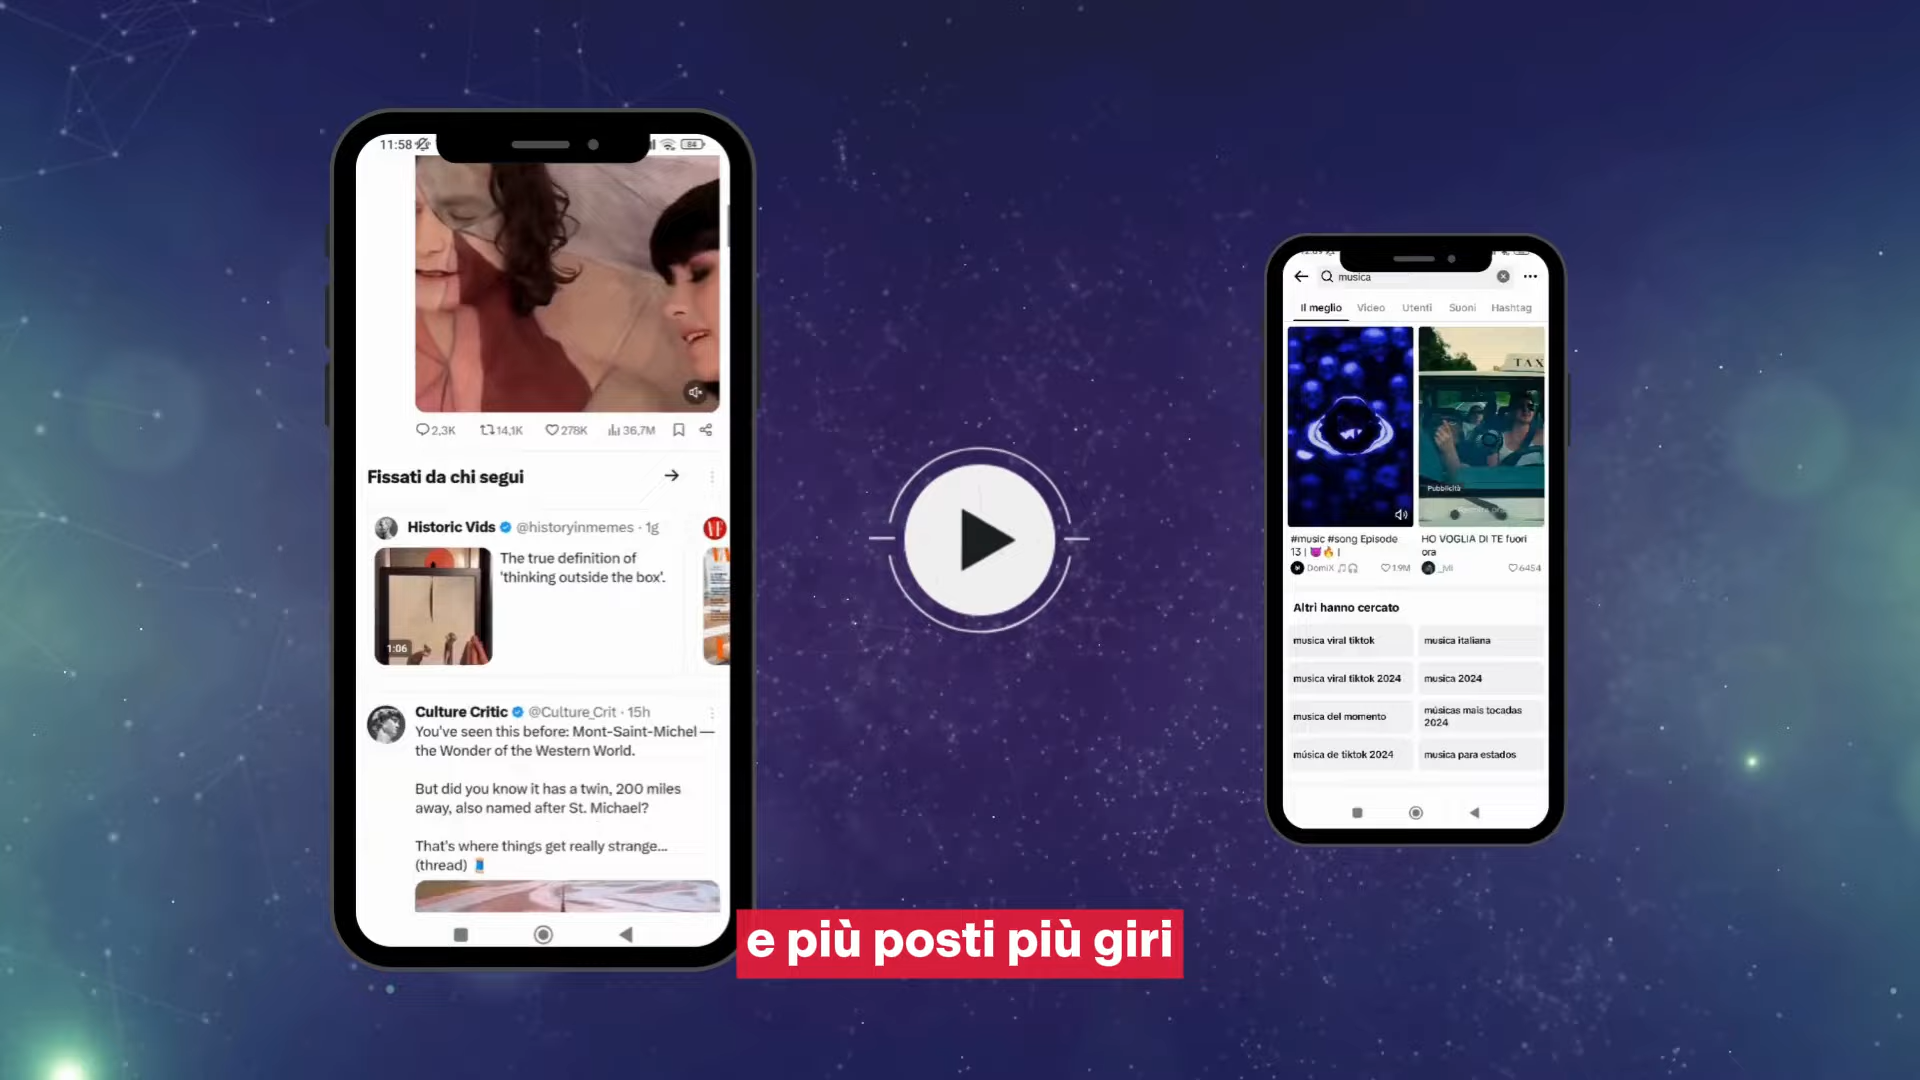 11:58
84
2,3K
14,1K
278K
36,7M
Fissati da chi segui
Historic Vids @historyinmemes · 1g
The true definition of
'thinking outside the box'.
1:06
Culture Critic @Culture_Crit · 15h
You've seen this before: Mont-Saint-Michel —
the Wonder of the Western World.
But did you know it has a twin, 200 miles
away, also named after St. Michael?
That's where things get really strange...
(thread)
musica
Il meglio
Video
Utenti
Suoni
Hashtag
TAX
Pubblicità
#music #song Episode
13 | |
DomiX
1.9M
HO VOGLIA DI TE fuori
ora
6454
Altri hanno cercato
musica viral tiktok
musica italiana
musica viral tiktok 2024
musica 2024
musica del momento
músicas mais tocadas
2024
música de tiktok 2024
musica para estados
e più posti più giri